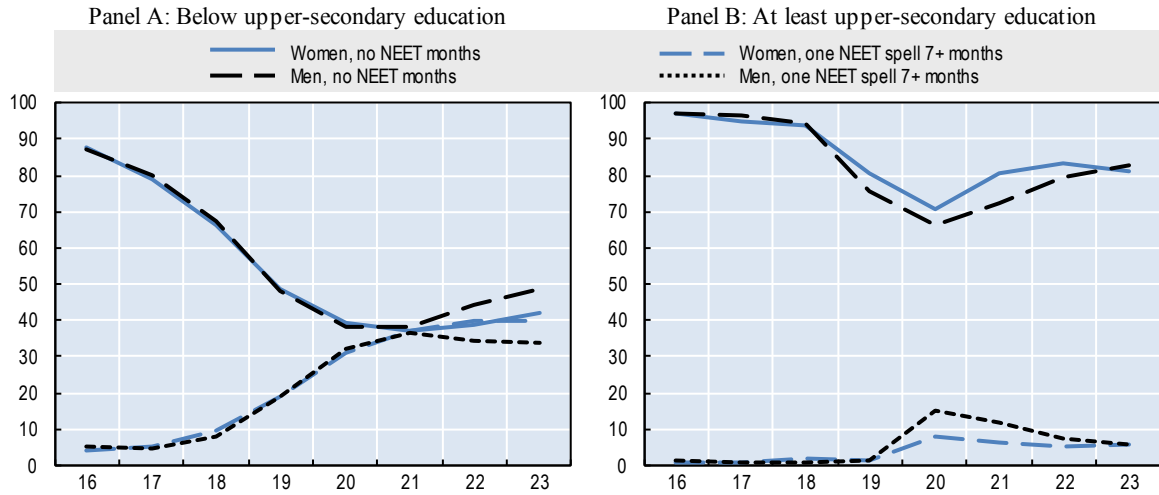 Panel A: Below upper-secondary education
Panel B: At least upper-secondary education
Women, no NEET months
Women, one NEET spell 7+ months
Men, no NEET months
Men, one NEET spell 7+ months
100
90
80
70
60
50
40
30
20
10
0
16 17 18 19 20 21 22 23
100
90
80
70
60
50
40
30
20
10
0
16 17 18 19 20 21 22 23